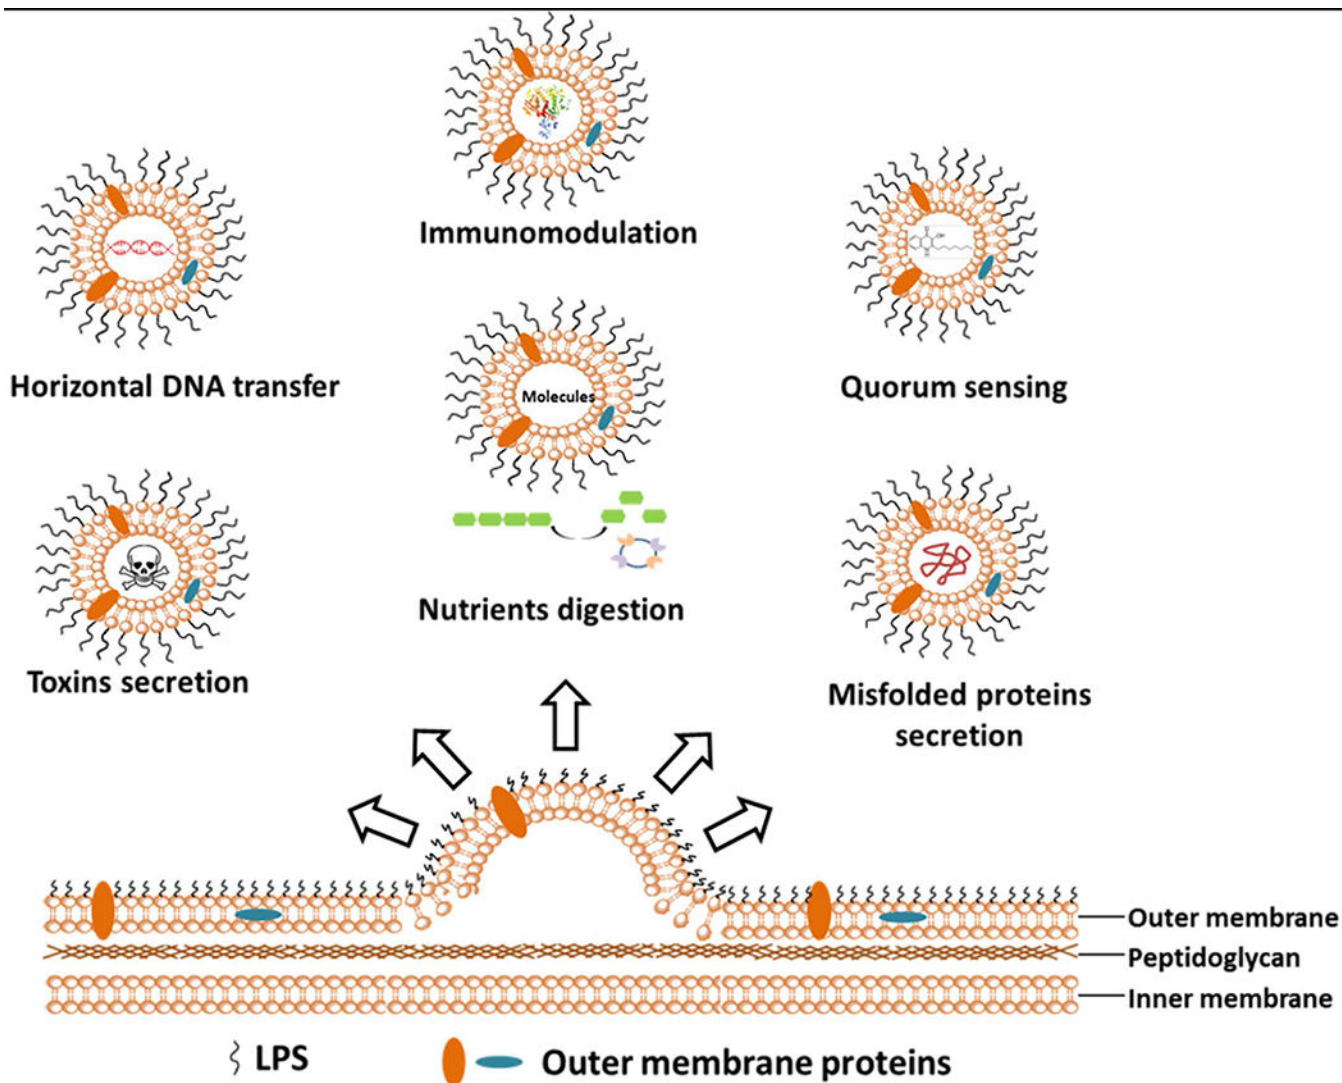 Immunomodulation
Horizontal DNA transfer
Quorum sensing
Molecules
Nutrients digestion
Toxins secretion
Misfolded proteins
secretion
Outer membrane
Peptidoglycan
Inner membrane
LPS
Outer membrane proteins